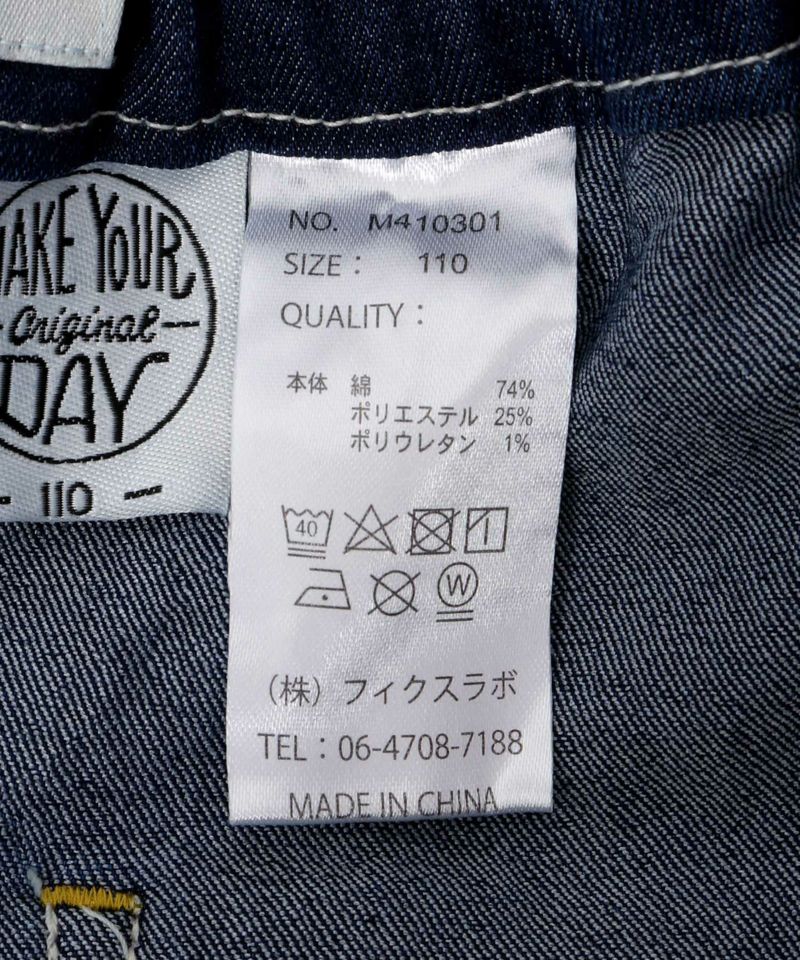 MAKE YOUR
Original
DAY
110
NO. M410301
SIZE： 110
QUALITY：
本体 綿 74%
ポリエステル 25%
ポリウレタン 1%
40
W
（株）フィクスラボ
TEL：06-4708-7188
MADE IN CHINA